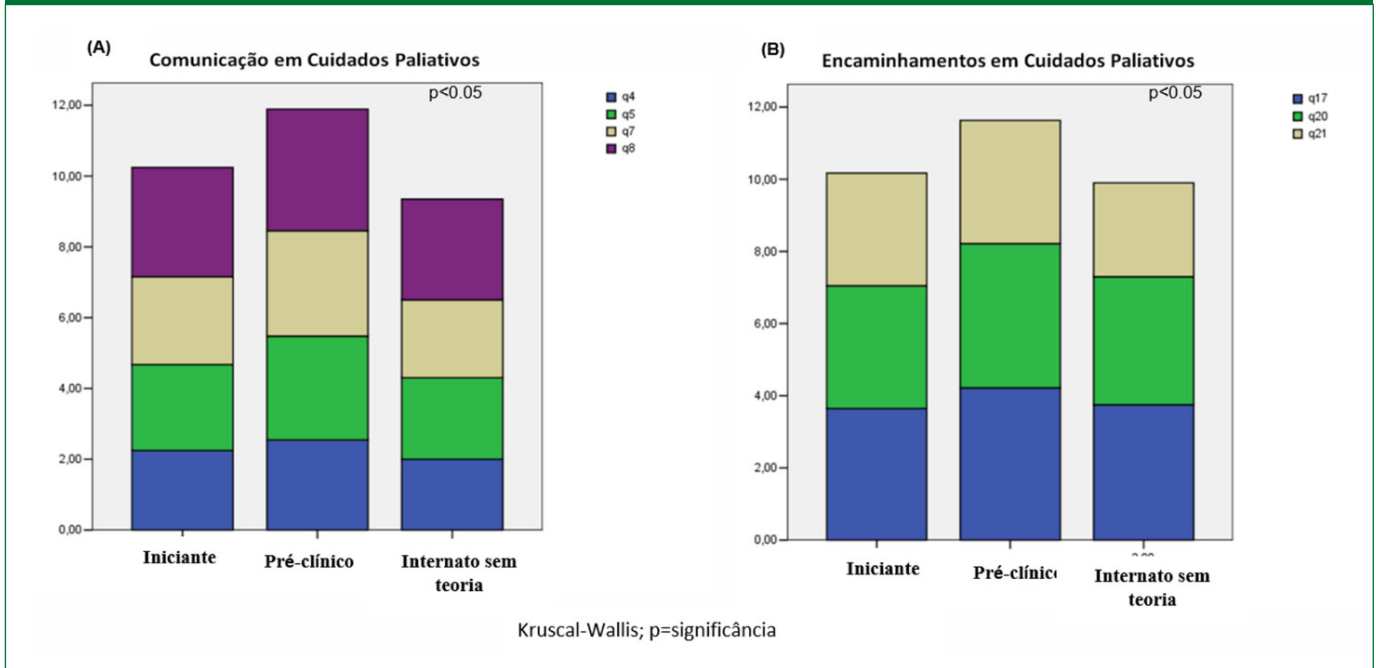 (A)
Comunicação em Cuidados Paliativos
p<0.05
12,00
10,00
8,00
6,00
4,00
2,00
0,00
q4
q5
q7
q8
Iniciante
Pré-clínico
Internato sem
teoria
(B)
Encaminhamentos em Cuidados Paliativos
p<0.05
12,00
10,00
8,00
6,00
4,00
2,00
0,00
q17
q20
q21
Iniciante
Pré-clínic
Internato sem
teoria
Kruscal-Wallis; p=significância